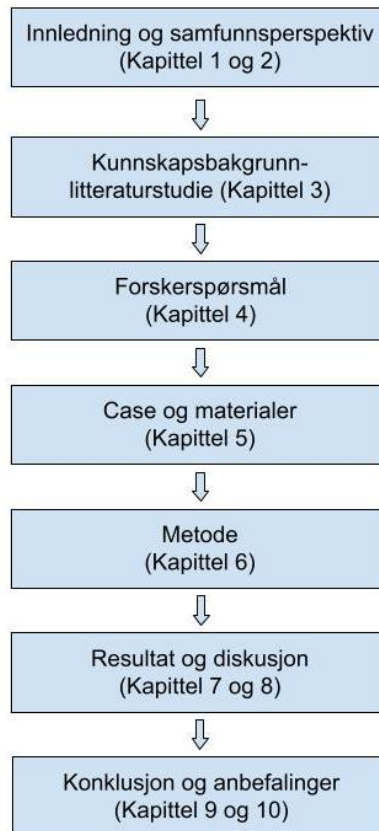 Innledning og samfunnsperspektiv
(Kapittel 1 og 2)
Kunnskapsbakgrunn-
litteraturstudie (Kapittel 3)
Forskerspørsmål
(Kapittel 4)
Case og materialer
(Kapittel 5)
Metode
(Kapittel 6)
Resultat og diskusjon
(Kapittel 7 og 8)
Konklusjon og anbefalinger
(Kapittel 9 og 10)